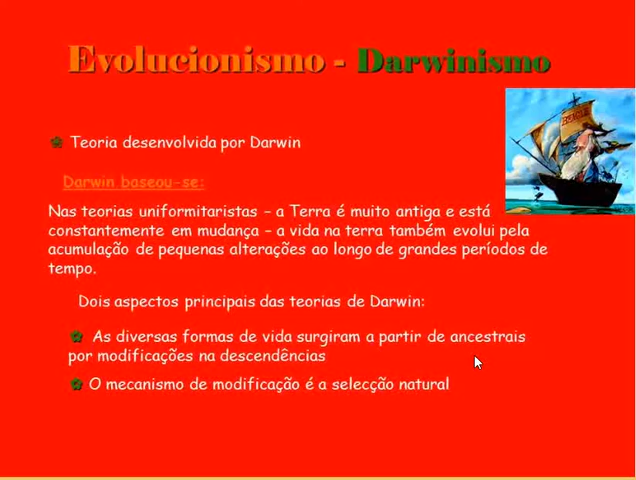 Evolucionismo - Darwinismo
BEAGLE
Teoria desenvolvida por Darwin
Darwin baseou-se:
Nas teorias uniformitaristas – a Terra é muito antiga e está
constantemente em mudança – a vida na terra também evolui pela
acumulação de pequenas alterações ao longo de grandes períodos de
tempo.
Dois aspectos principais das teorias de Darwin:
As diversas formas de vida surgiram a partir de ancestrais
por modificações na descendências
O mecanismo de modificação é a selecção natural